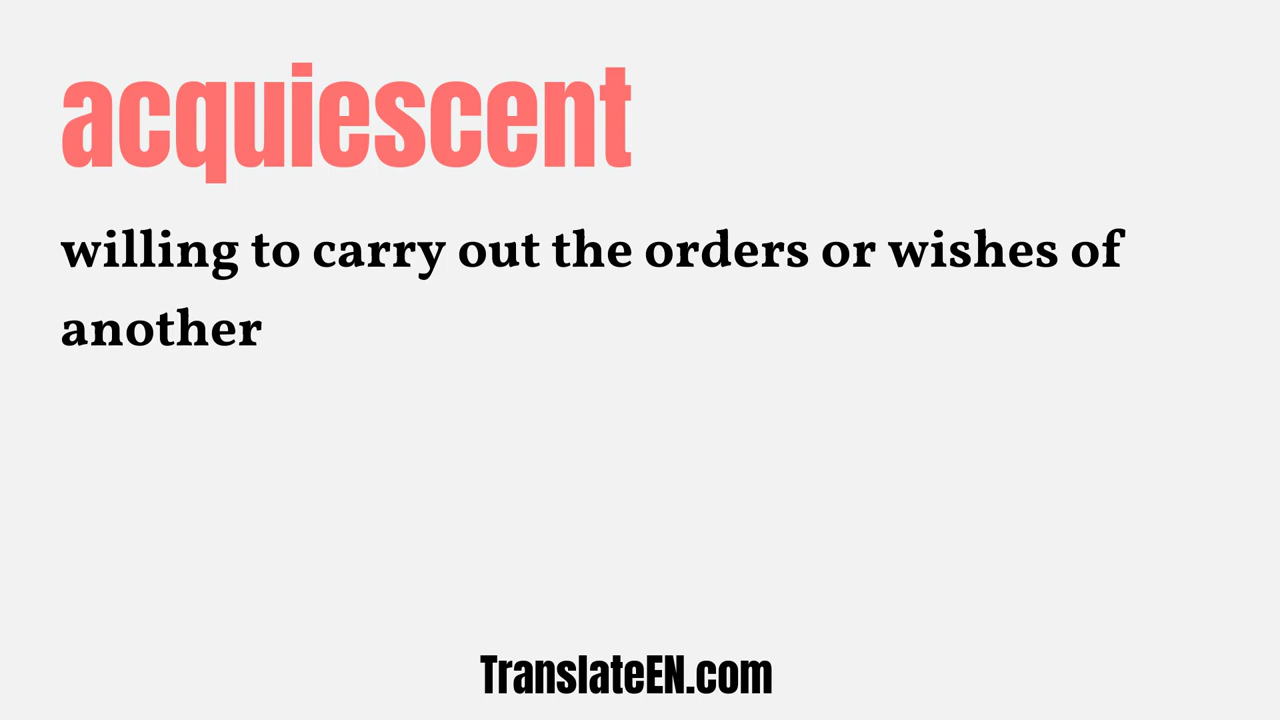 acquiescent
willing to carry out the orders or wishes of
another
TranslateEN.com